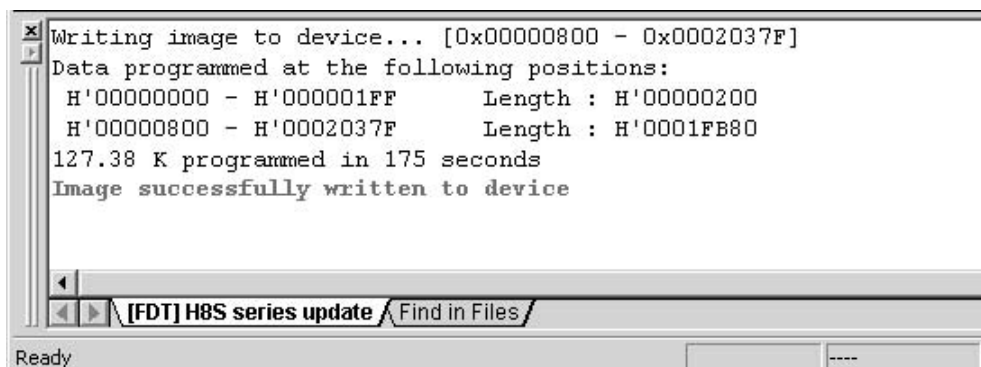 Writing image to device... [0x00000800 - 0x0002037F]
Data programmed at the following positions:
H'00000000 - H'000001FF Length : H'00000200
H'00000800 - H'0002037F Length : H'0001FB80
127.38 K programmed in 175 seconds
Image successfully written to device
[FDT] H8S series update Find in Files
Ready ----